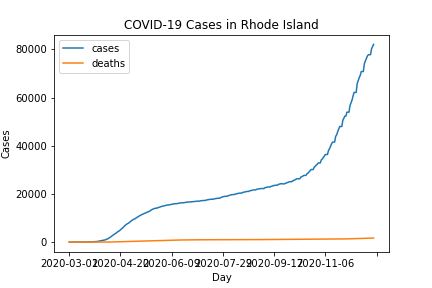 COVID-19 Cases in Rhode Island
cases
deaths
80000
60000
40000
20000
0
Cases
2020-03-01 2020-04-20 2020-06-09 2020-07-29 2020-09-17 2020-11-06
Day